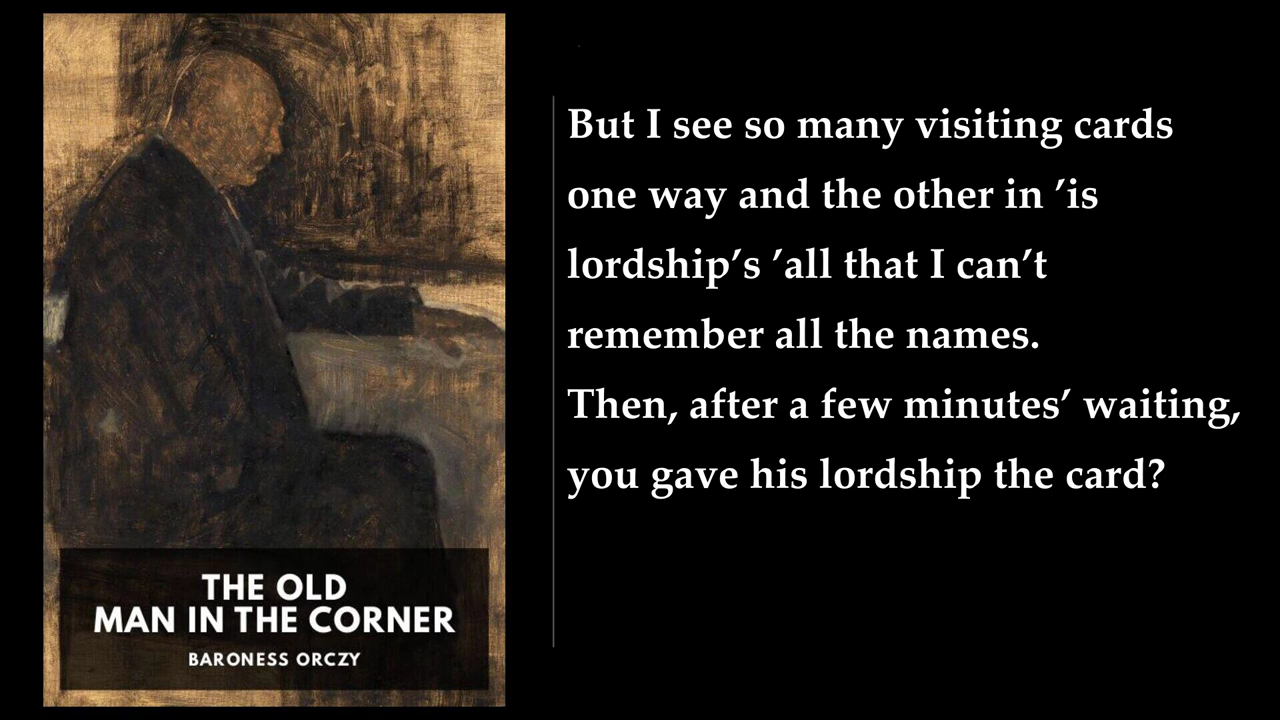 THE OLD
MAN IN THE CORNER
BARONESS ORCZY
But I see so many visiting cards
one way and the other in ’is
lordship’s ’all that I can’t
remember all the names.
Then, after a few minutes’ waiting,
you gave his lordship the card?